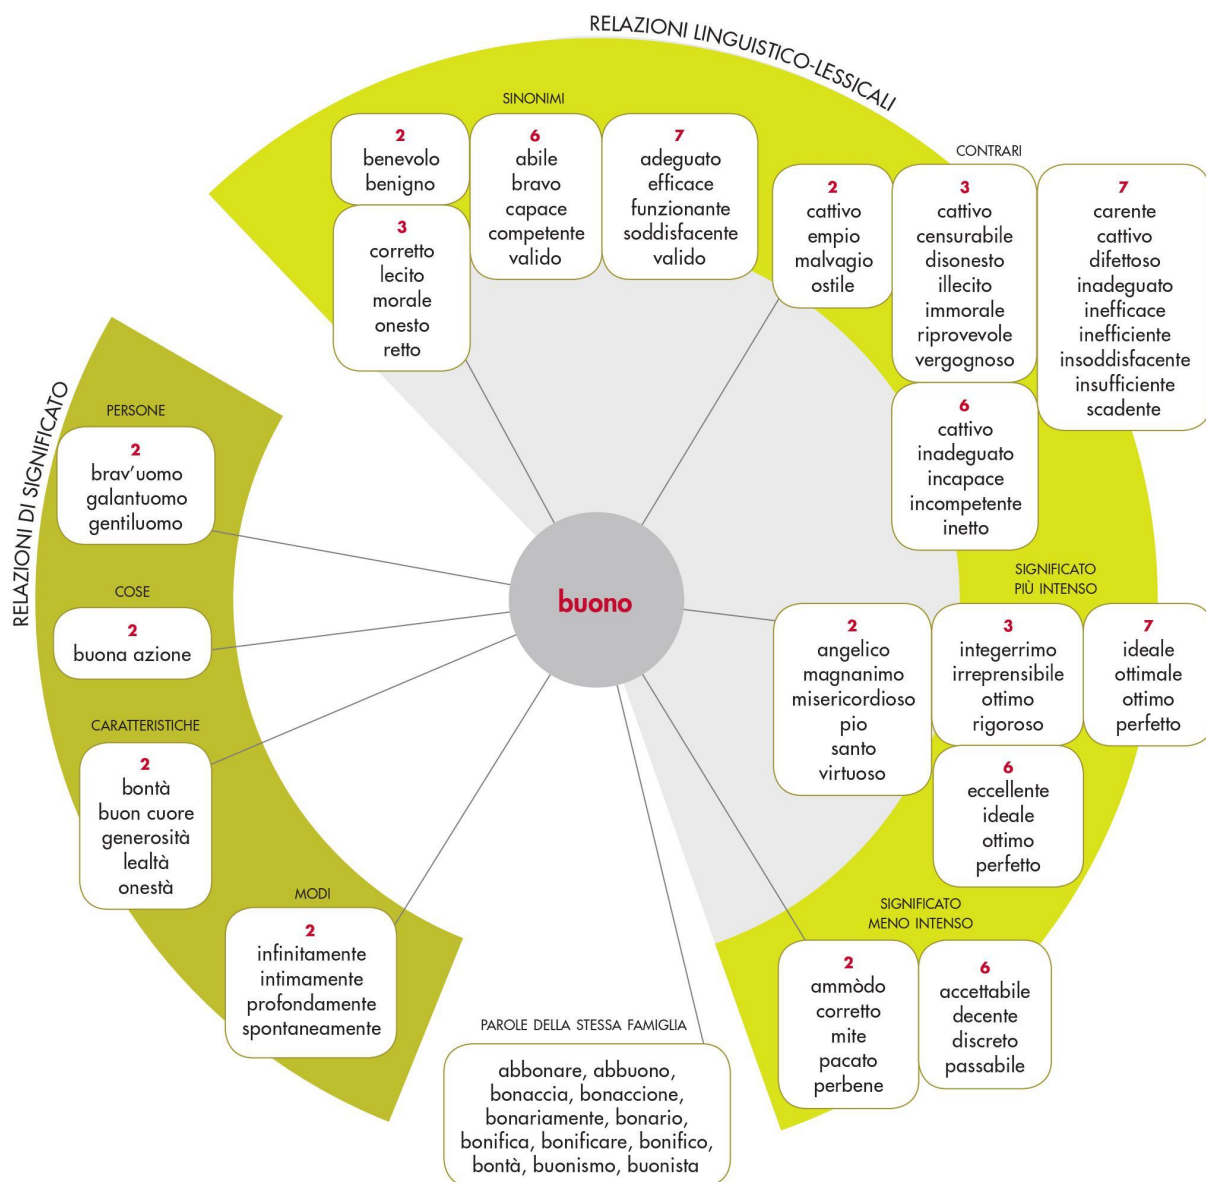 RELAZIONI LINGUISTICO-LESSICALI
SINONIMI
2
benevolo
benigno
3
corretto
lecito
morale
onesto
retto
6
abile
bravo
capace
competente
valido
7
adeguato
efficace
funzionante
soddisfacente
valido
CONTRARI
2
cattivo
empio
malvagio
ostile
3
cattivo
censurabile
disonesto
illecito
immorale
riprovevole
vergognoso
6
cattivo
inadeguato
incapace
incompetente
inetto
7
carente
cattivo
difettoso
inadeguato
inefficace
inefficiente
insoddisfacente
insufficiente
scadente
SIGNIFICATO
PIÙ INTENSO
2
angelico
magnanimo
misericordioso
pio
santo
virtuoso
3
integerrimo
irreprensibile
ottimo
rigoroso
6
eccellente
ideale
ottimo
perfetto
7
ideale
ottimale
ottimo
perfetto
SIGNIFICATO
MENO INTENSO
2
ammòdo
corretto
mite
pacato
perbene
6
accettabile
decente
discreto
passabile
buono
RELAZIONI DI SIGNIFICATO
PERSONE
2
brav'uomo
galantuomo
gentiluomo
COSE
2
buona azione
CARATTERISTICHE
2
bontà
buon cuore
generosità
lealtà
onestà
MODI
2
infinitamente
intimamente
profondamente
spontaneamente
PAROLE DELLA STESSA FAMIGLIA
abbonare, abbuono,
bonaccia, bonaccione,
bonariamente, bonario,
bonifica, bonificare, bonifico,
bontà, buonismo, buonista